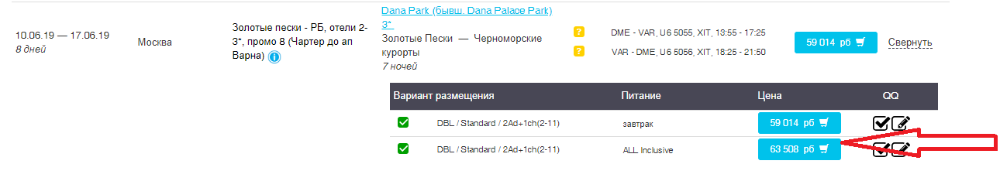 10.06.19 — 17.06.19
8 дней
Москва
Золотые пески - РБ, отели 2-
3*, промо 8 (Чартер до ап
Варна)
Dana Park (бывш. Dana Palace Park)
3*
Золотые Пески — Черноморские
курорты
7 ночей
DME - VAR, U6 5055, XIT, 13:55 - 17:25
VAR - DME, U6 5056, XIT, 18:25 - 21:50
59 014 рб
Свернуть
Вариант размещения Питание Цена QQ
DBL / Standard / 2Ad+1ch(2-11) завтрак 59 014 рб
DBL / Standard / 2Ad+1ch(2-11) ALL Inclusive 63 508 рб